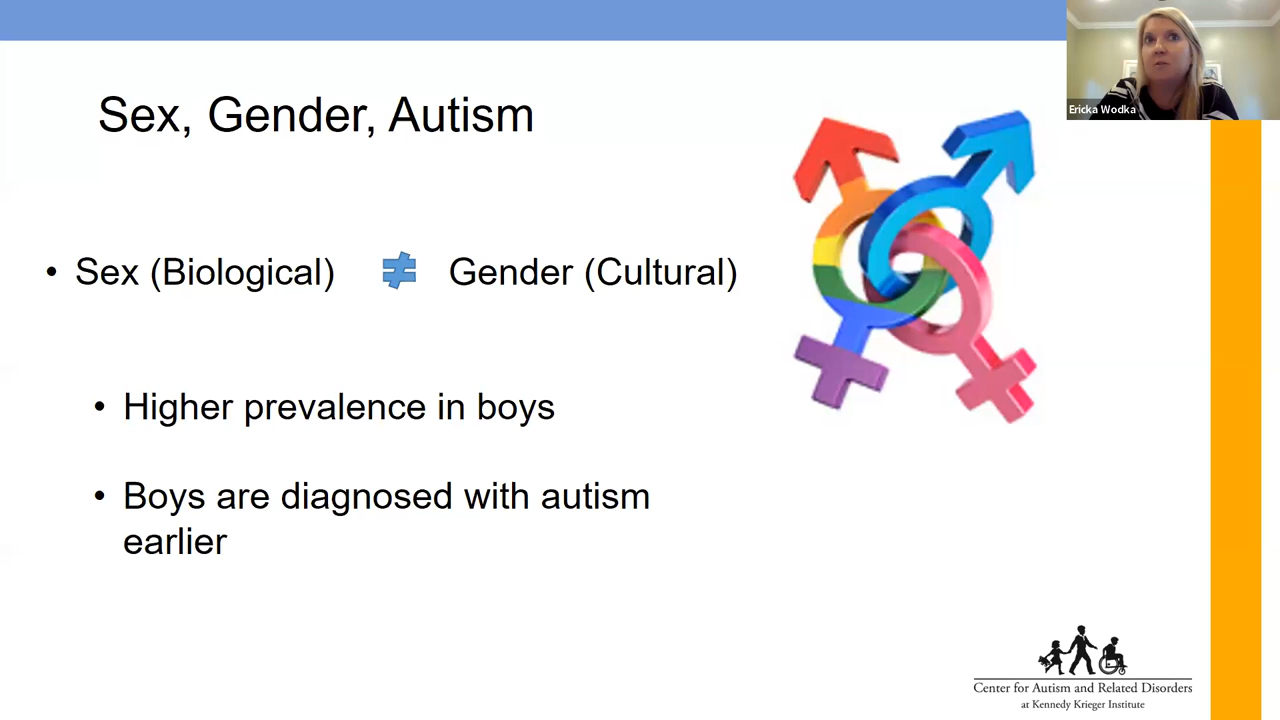 Ericka Wodka
Sex, Gender, Autism
• Sex (Biological) ≠ Gender (Cultural)
• Higher prevalence in boys
• Boys are diagnosed with autism
earlier
Center for Autism and Related Disorders
at Kennedy Krieger Institute